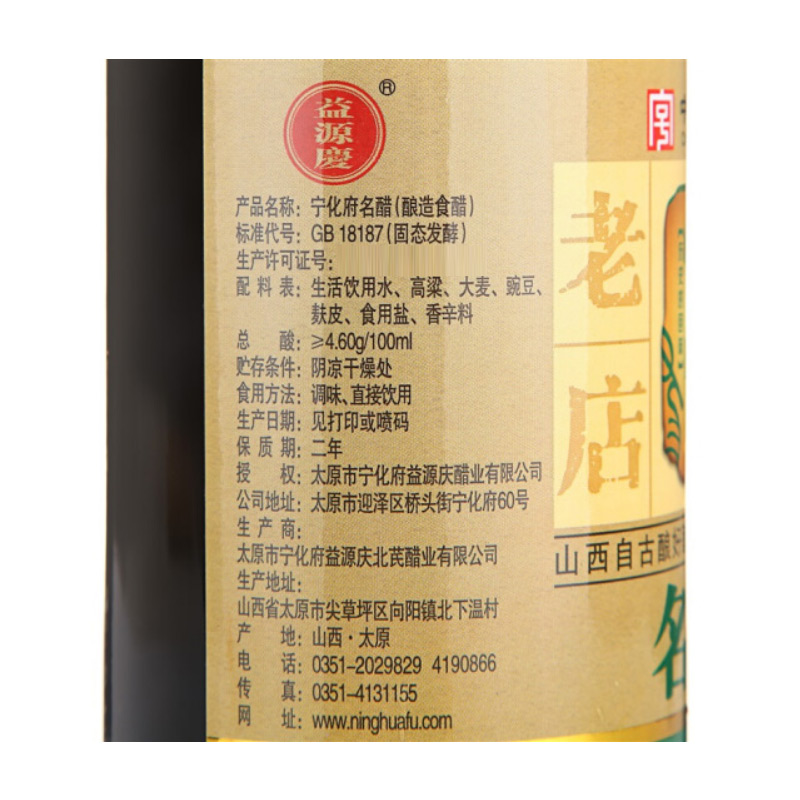 益源慶®
产品名称：宁化府名醋（酿造食醋）
标准代号：GB 18187（固态发酵）
生产许可证号：
配料表：生活饮用水、高粱、大麦、豌豆、
麸皮、食用盐、香辛料
总酸：≥4.60g/100ml
贮存条件：阴凉干燥处
食用方法：调味、直接饮用
生产日期：见打印或喷码
保质期：二年
授权：太原市宁化府益源庆醋业有限公司
公司地址：太原市迎泽区桥头街宁化府60号
生产商：
太原市宁化府益源庆北芪醋业有限公司
生产地址：
山西省太原市尖草坪区向阳镇北下温村
产地：山西·太原
电话：0351-2029829 4190866
传真：0351-4131155
网址：www.ninghuafu.com
老店
山西自古酿好
名